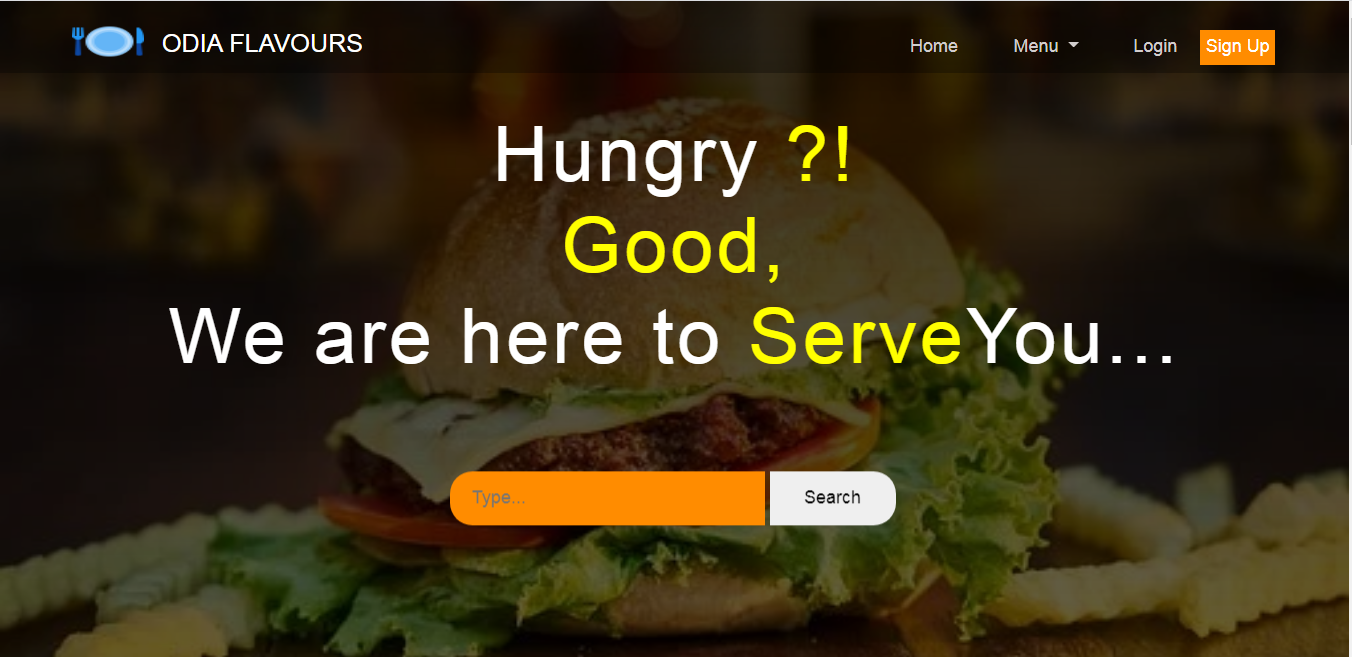 ODIA FLAVOURS
Home Menu Login Sign Up
Hungry ?!
Good,
We are here to ServeYou...
Type... Search